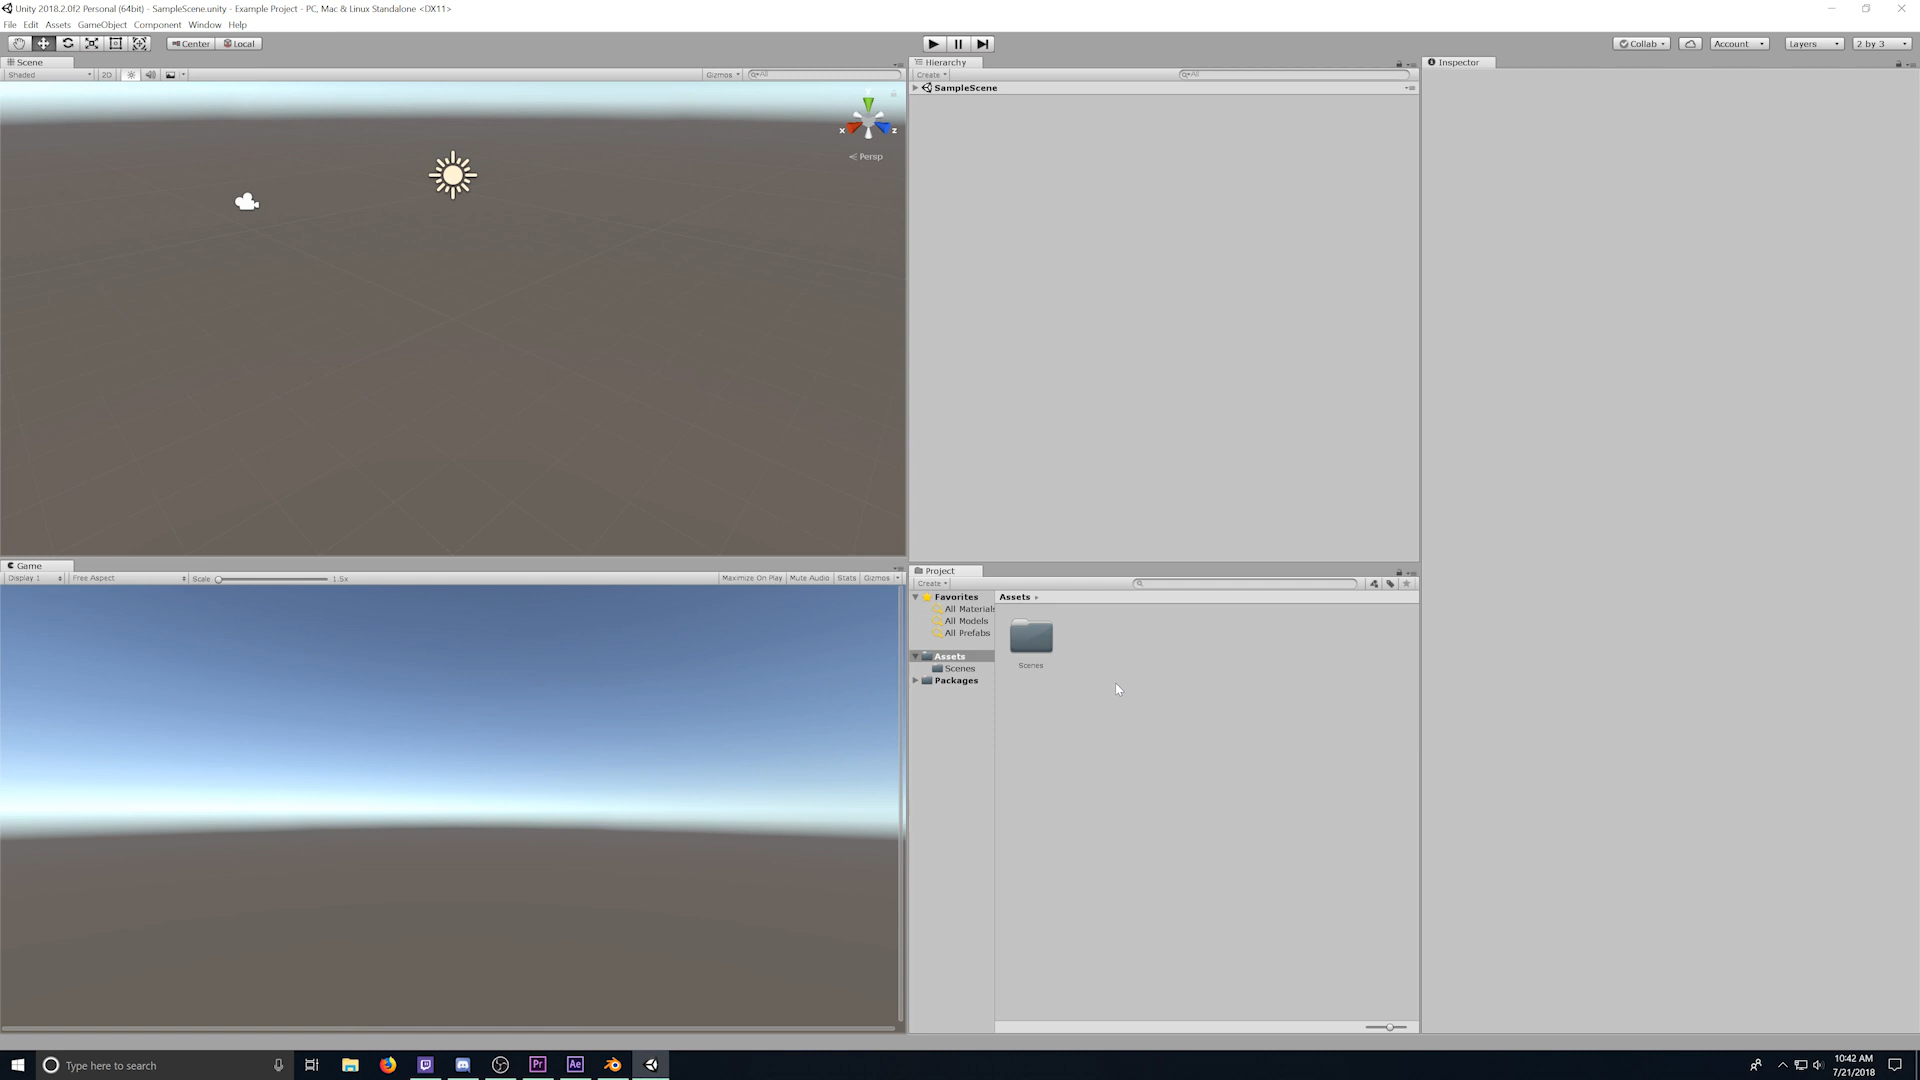 Unity 2018.2.0f2 Personal (64bit) - SampleScene.unity - Example Project - PC, Mac & Linux Standalone <DX11>
File Edit Assets GameObject Component Window Help
Center Local
Collab Account Layers 2 by 3
Scene
Shaded 2D Gizmos All
Y
x z
Persp
Hierarchy
Create All
SampleScene
Inspector
Game
Display 1 Free Aspect Scale 1.5x Maximize On Play Mute Audio Stats Gizmos
Project
Create
Favorites
All Materials
All Models
All Prefabs
Assets
Scenes
Packages
Assets
Scenes
Type here to search
Pr Ae
10:42 AM
7/21/2018